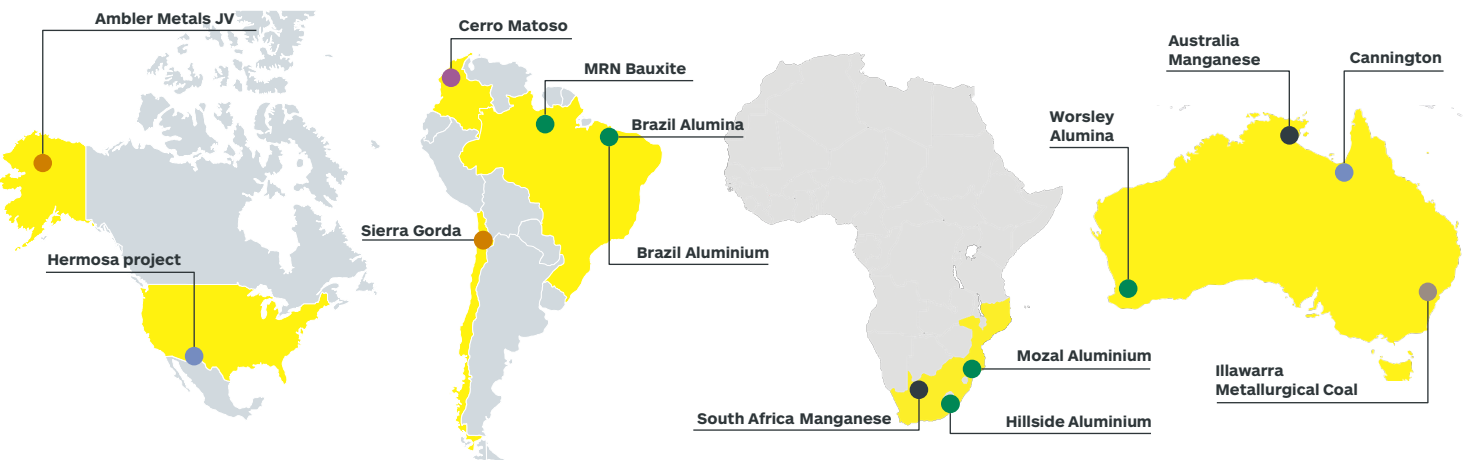 Ambler Metals JV
Hermosa project
Cerro Matoso
MRN Bauxite
Brazil Alumina
Sierra Gorda
Brazil Aluminium
Mozal Aluminium
South Africa Manganese
Hillside Aluminium
Australia
Manganese
Cannington
Worsley
Alumina
Illawarra
Metallurgical Coal